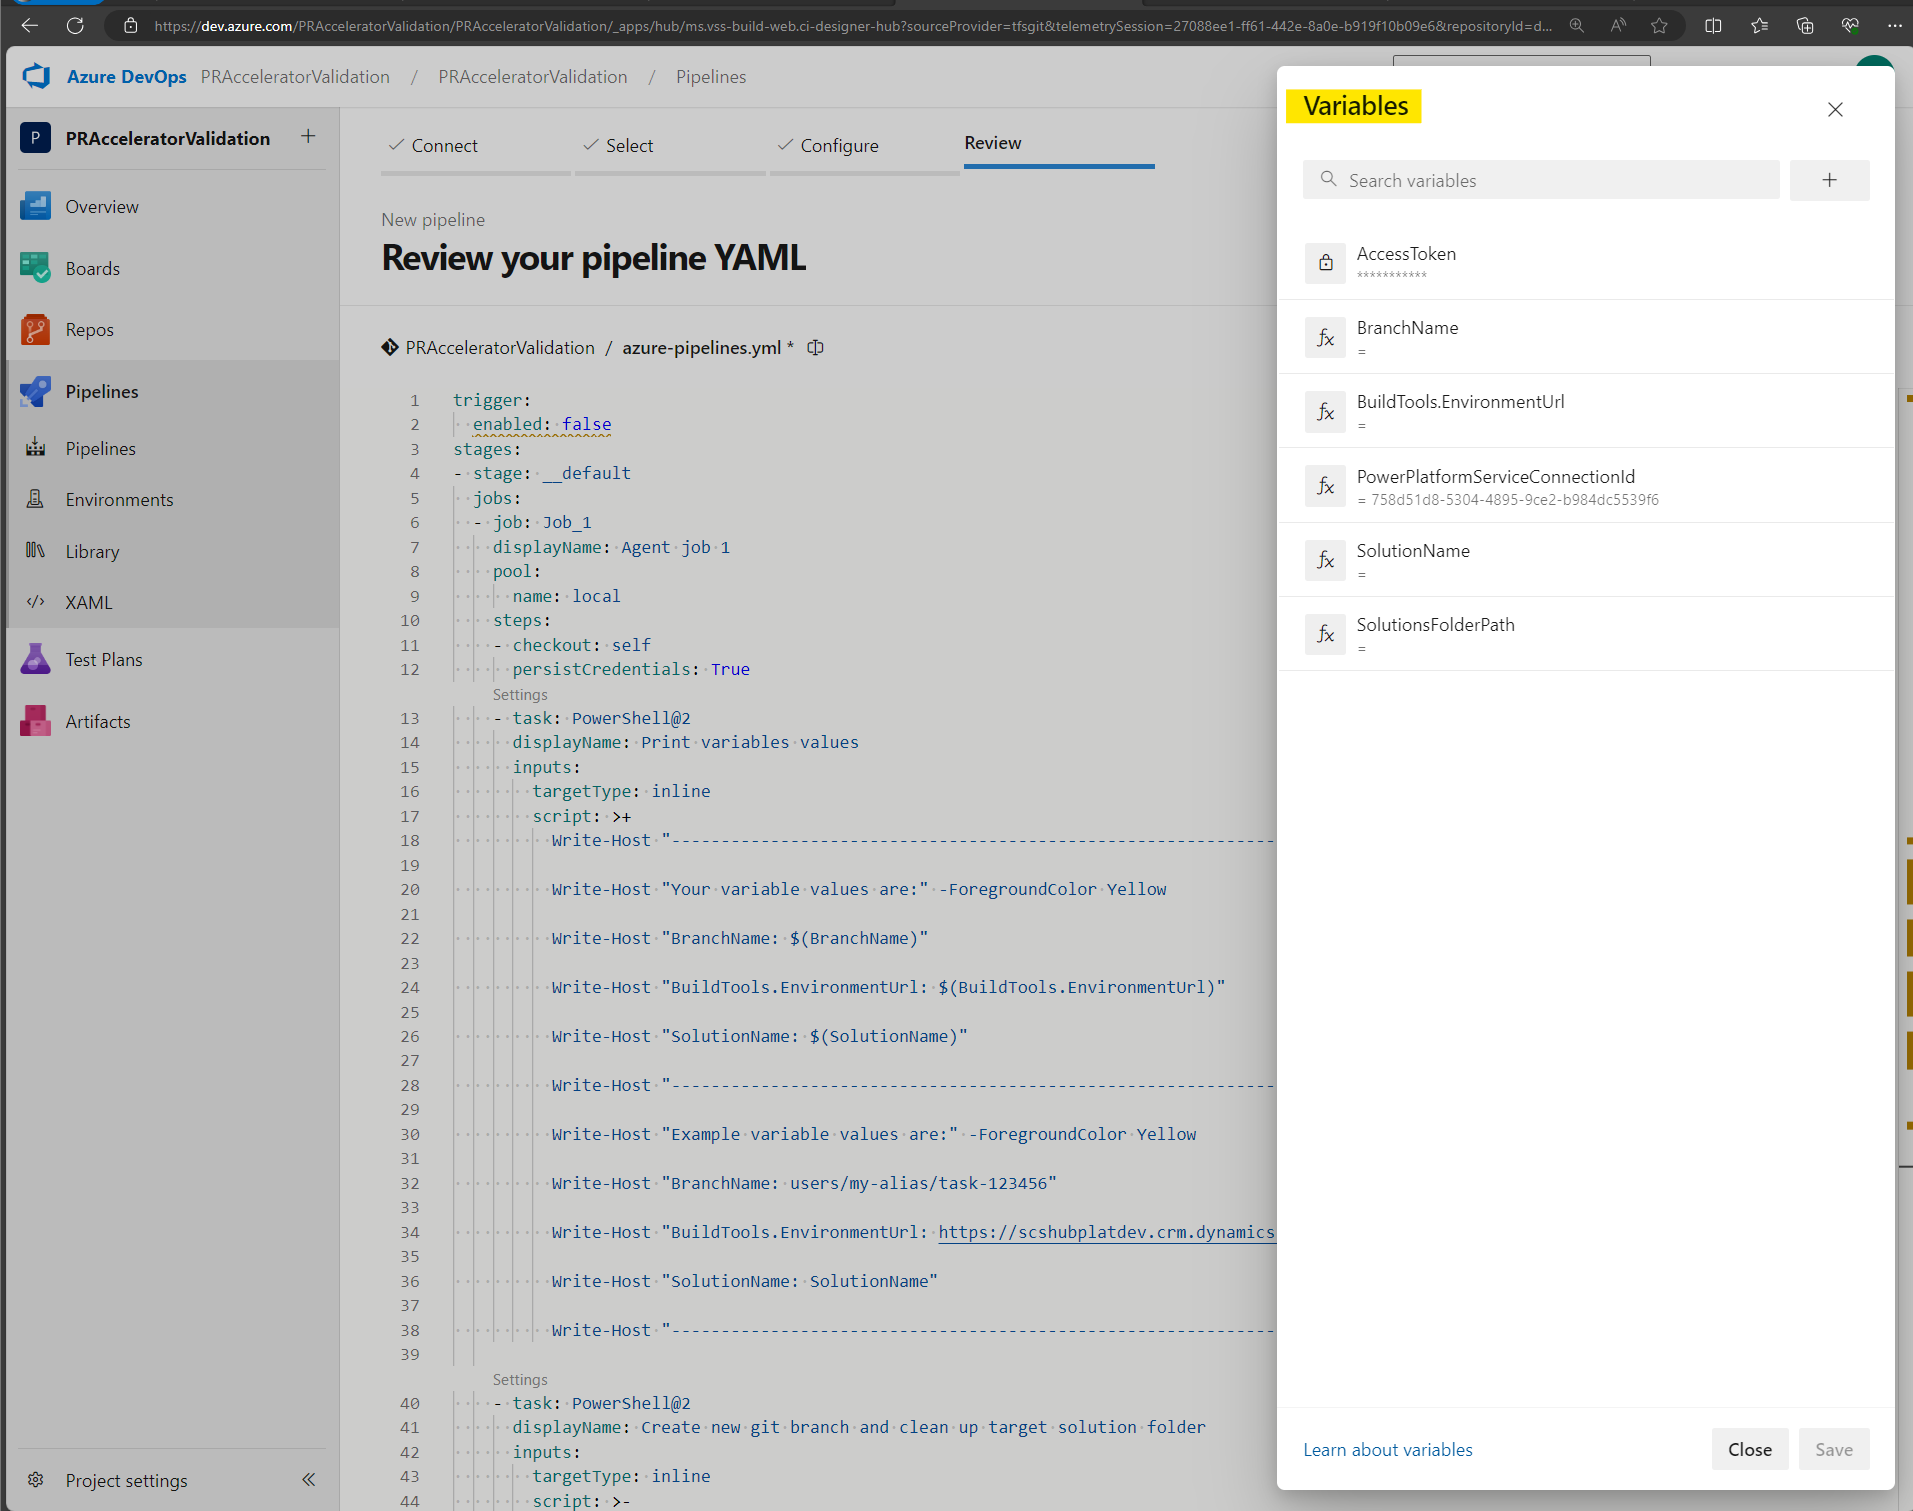 https://dev.azure.com/PRAcceleratorValidation/PRAcceleratorValidation/_apps/hub/ms.vss-build-web.ci-designer-hub?sourceProvider=tfsgit&telemetrySession=27088ee1-ff61-442e-8a0e-b919f10b09e6&repositoryId=d...
Azure DevOps PRAcceleratorValidation / PRAcceleratorValidation / Pipelines
P PRAcceleratorValidation +
Overview
Boards
Repos
Pipelines
Pipelines
Environments
Library
XAML
Test Plans
Artifacts
Project settings
Connect Select Configure Review
New pipeline
Review your pipeline YAML
PRAcceleratorValidation / azure-pipelines.yml *
1 trigger:
2 enabled: false
3 stages:
4 - stage: __default
5 jobs:
6 - job: Job_1
7 displayName: Agent job 1
8 pool:
9 name: local
10 steps:
11 - checkout: self
12 persistCredentials: True
Settings
13 - task: PowerShell@2
14 displayName: Print variables values
15 inputs:
16 targetType: inline
17 script: >+
18 Write-Host "-------------------------------------------------------------
19
20 Write-Host "Your variable values are:" -ForegroundColor Yellow
21
22 Write-Host "BranchName: $(BranchName)"
23
24 Write-Host "BuildTools.EnvironmentUrl: $(BuildTools.EnvironmentUrl)"
25
26 Write-Host "SolutionName: $(SolutionName)"
27
28 Write-Host "-------------------------------------------------------------
29
30 Write-Host "Example variable values are:" -ForegroundColor Yellow
31
32 Write-Host "BranchName: users/my-alias/task-123456"
33
34 Write-Host "BuildTools.EnvironmentUrl: https://scshubplatdev.crm.dynamics
35
36 Write-Host "SolutionName: SolutionName"
37
38 Write-Host "-------------------------------------------------------------
39
Settings
40 - task: PowerShell@2
41 displayName: Create new git branch and clean up target solution folder
42 inputs:
43 targetType: inline
44 script: >-
Variables
Search variables +
AccessToken
***********
BranchName
=
BuildTools.EnvironmentUrl
=
PowerPlatformServiceConnectionId
= 758d51d8-5304-4895-9ce2-b984dc5539f6
SolutionName
=
SolutionsFolderPath
=
Learn about variables Close Save